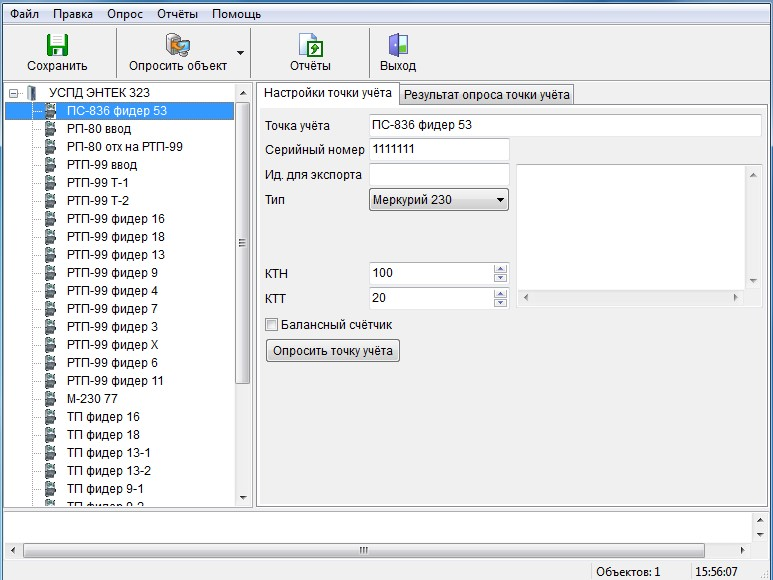 Файл Правка Опрос Отчёты Помощь
Сохранить Опросить объект Отчёты Выход
УСПД ЭНТЕК 323
ПС-836 фидер 53
РП-80 ввод
РП-80 отх на РТП-99
РТП-99 ввод
РТП-99 Т-1
РТП-99 Т-2
РТП-99 фидер 16
РТП-99 фидер 18
РТП-99 фидер 13
РТП-99 фидер 9
РТП-99 фидер 4
РТП-99 фидер 7
РТП-99 фидер 3
РТП-99 фидер Х
РТП-99 фидер 6
РТП-99 фидер 11
М-230 77
ТП фидер 16
ТП фидер 18
ТП фидер 13-1
ТП фидер 13-2
ТП фидер 9-1
ТП фидер 9-2
Настройки точки учёта Результат опроса точки учёта
Точка учёта ПС-836 фидер 53
Серийный номер 1111111
Ид. для экспорта
Тип Меркурий 230
КТН 100
КТТ 20
Балансный счётчик
Опросить точку учёта
Объектов: 1 15:56:07